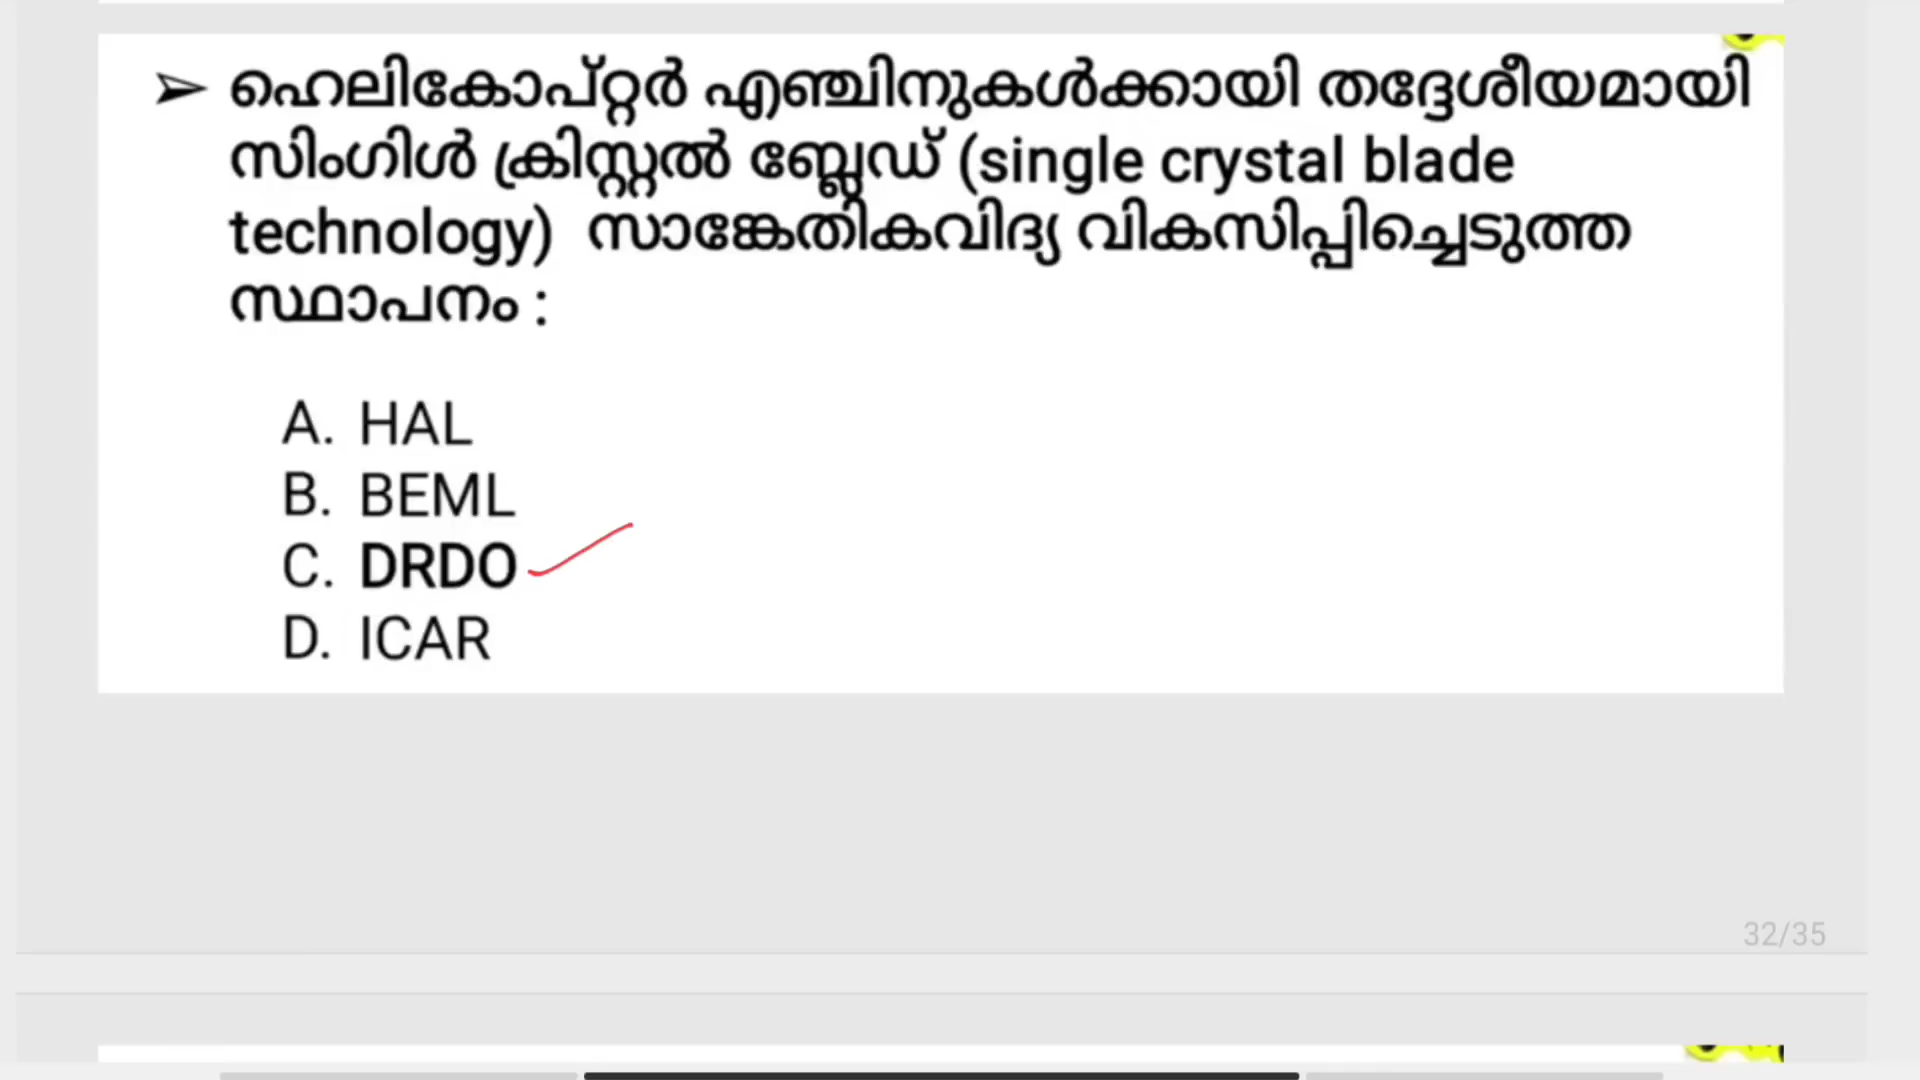 ➢ ഹെലികോപ്റ്റർ എഞ്ചിനുകൾക്കായി തദ്ദേശീയമായി
സിംഗിൾ ക്രിസ്റ്റൽ ബ്ലേഡ് (single crystal blade
technology) സാങ്കേതികവിദ്യ വികസിപ്പിച്ചെടുത്ത
സ്ഥാപനം :
A. HAL
B. BEML
C. DRDO
D. ICAR
32/35